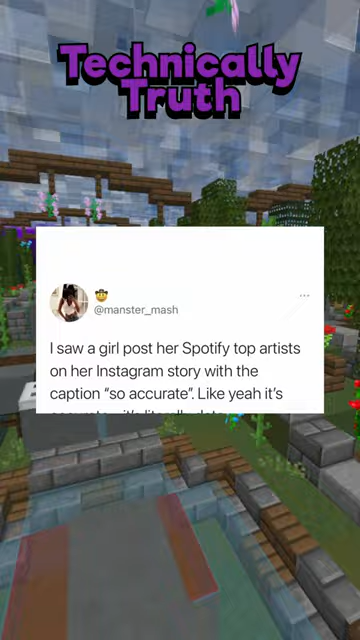 Technically
Truth
🤠
@manster_mash
I saw a girl post her Spotify top artists
on her Instagram story with the
caption “so accurate”. Like yeah it’s